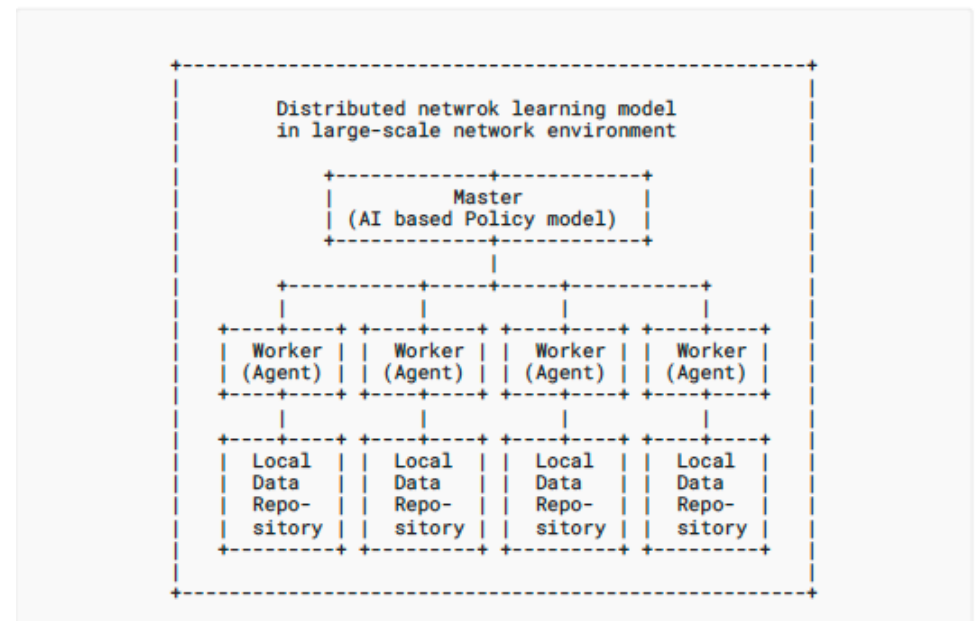 Distributed netwrok learning model
in large-scale network environment
Master
(AI based Policy model)
Worker Worker Worker Worker
(Agent) (Agent) (Agent) (Agent)
Local Local Local Local
Data Data Data Data
Repo- Repo- Repo- Repo-
sitory sitory sitory sitory